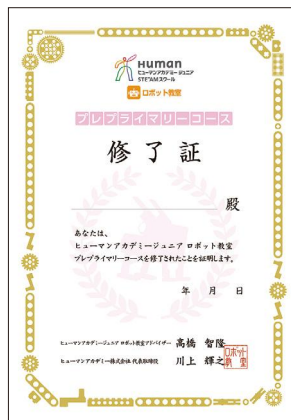 Human
ヒューマンアカデミージュニア
STE²AMスクール
ロボット教室
プレプライマリーコース
修了証
殿
あなたは、
ヒューマンアカデミージュニア ロボット教室
プレプライマリーコースを修了されたことを証明します。
年 月 日
ヒューマンアカデミージュニア ロボット教室アドバイザー 高橋 智隆
ヒューマンアカデミー株式会社 代表取締役 川上 輝之
ロボット
教室